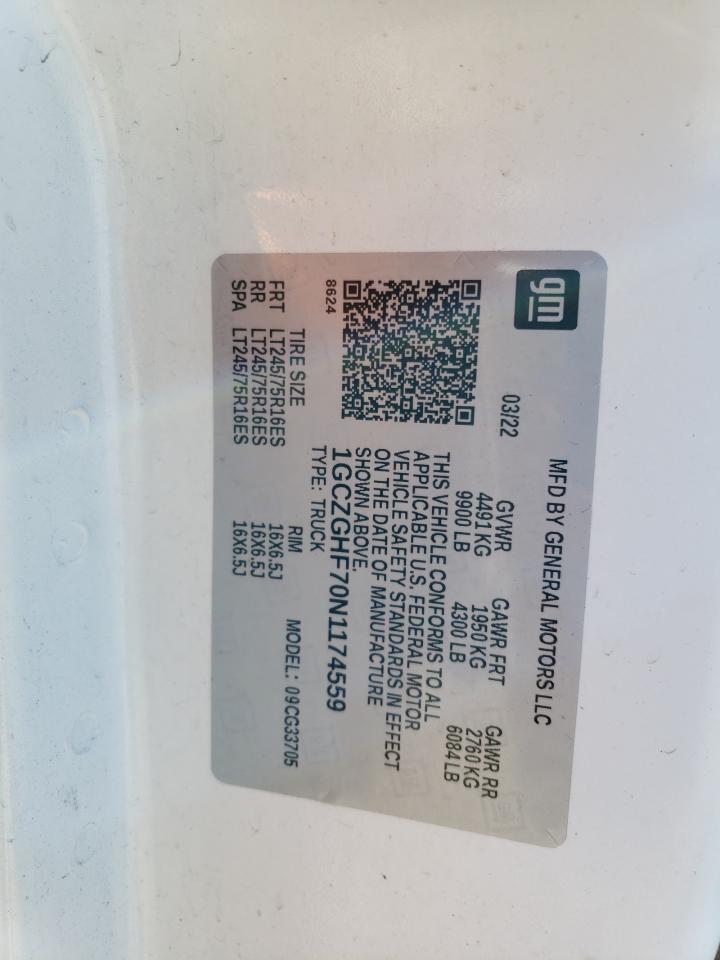 gm
MFD BY GENERAL MOTORS LLC
03/22
GVWR GAWR FRT GAWR RR
4491 KG 1950 KG 2760 KG
9900 LB 4300 LB 6084 LB
THIS VEHICLE CONFORMS TO ALL
APPLICABLE U.S. FEDERAL MOTOR
VEHICLE SAFETY STANDARDS IN EFFECT
ON THE DATE OF MANUFACTURE
SHOWN ABOVE.
1GCZGHF70N1174559
TYPE: TRUCK
8624
MODEL: 09CG33705
TIRE SIZE RIM
FRT LT245/75R16ES 16X6.5J
RR LT245/75R16ES 16X6.5J
SPA LT245/75R16ES 16X6.5J